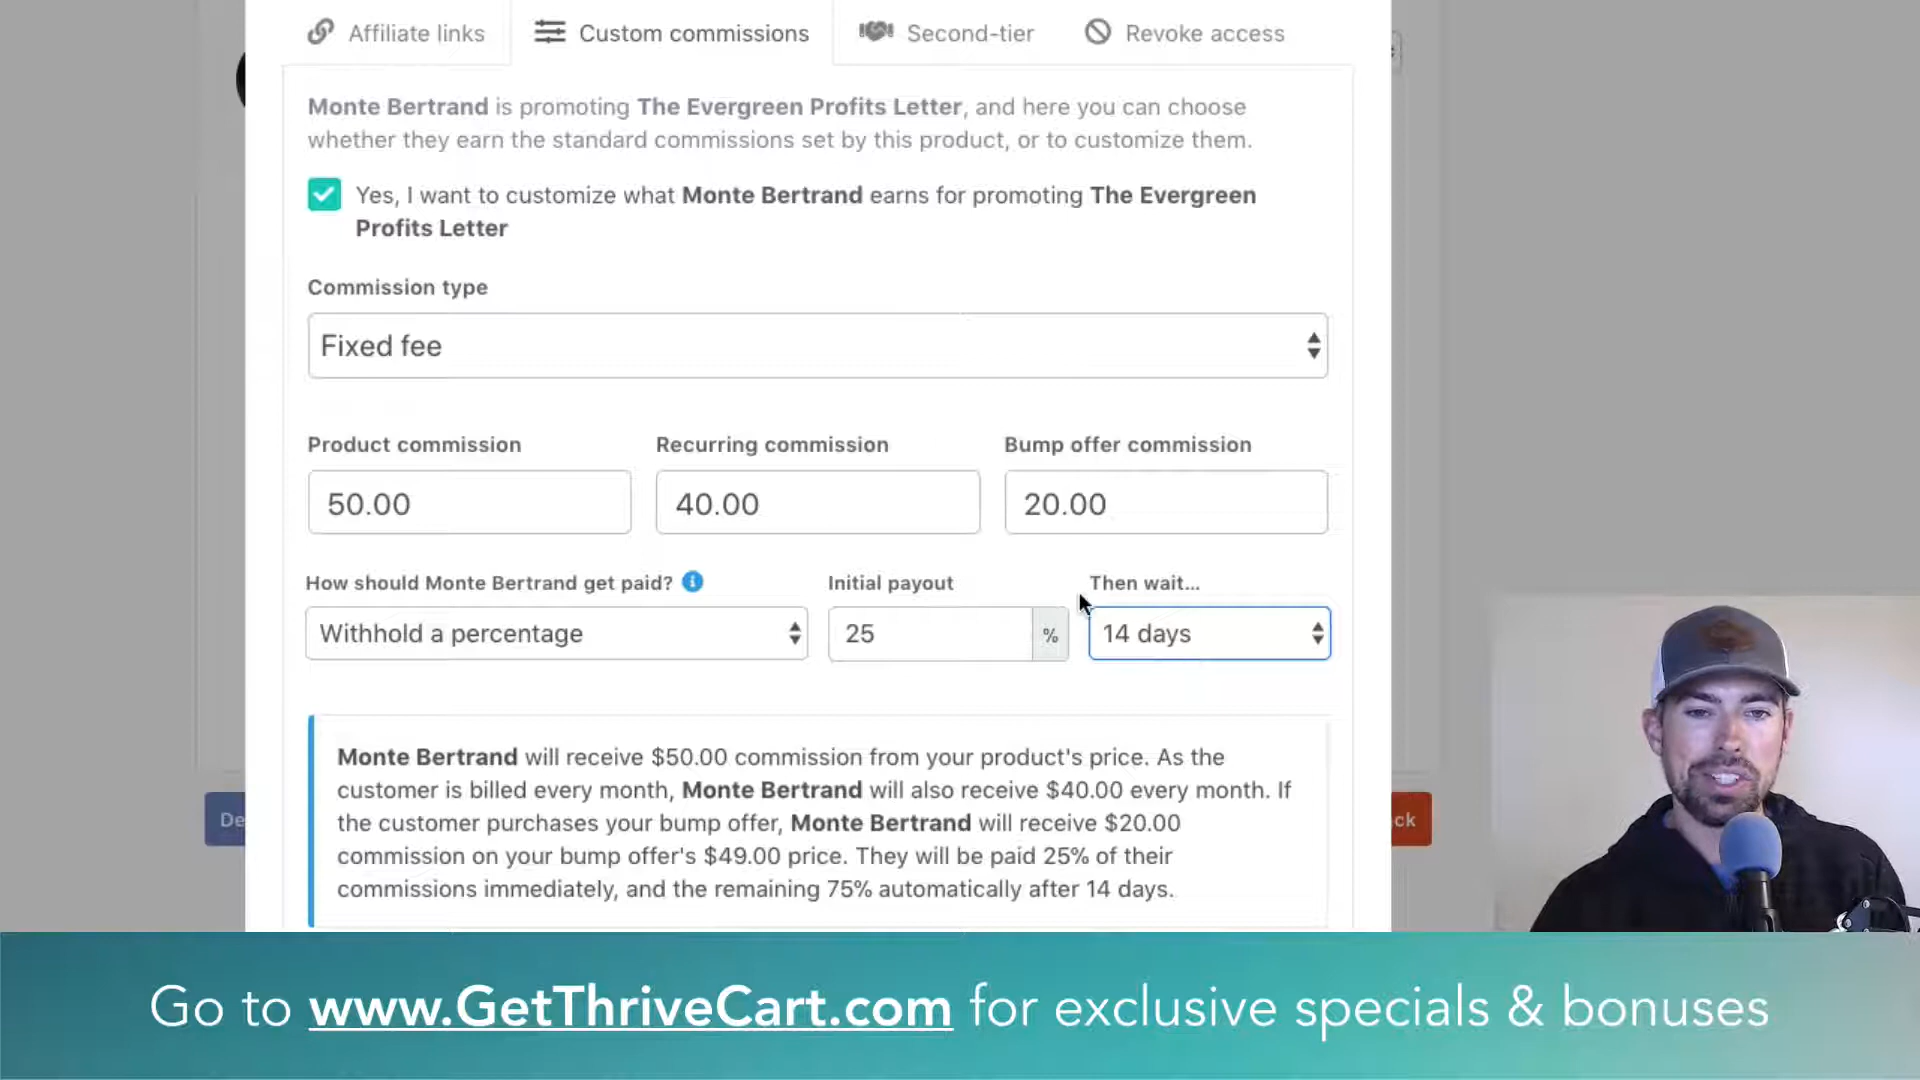 Affiliate links
Custom commissions
Second-tier
Revoke access
Monte Bertrand is promoting The Evergreen Profits Letter, and here you can choose
whether they earn the standard commissions set by this product, or to customize them.
Yes, I want to customize what Monte Bertrand earns for promoting The Evergreen
Profits Letter
Commission type
Fixed fee
Product commission
Recurring commission
Bump offer commission
50.00
40.00
20.00
How should Monte Bertrand get paid?
Initial payout
Then wait...
Withhold a percentage
25
%
14 days
Monte Bertrand will receive $50.00 commission from your product's price. As the
customer is billed every month, Monte Bertrand will also receive $40.00 every month. If
the customer purchases your bump offer, Monte Bertrand will receive $20.00
commission on your bump offer's $49.00 price. They will be paid 25% of their
commissions immediately, and the remaining 75% automatically after 14 days.
De
ck
Go to www.GetThriveCart.com for exclusive specials & bonuses